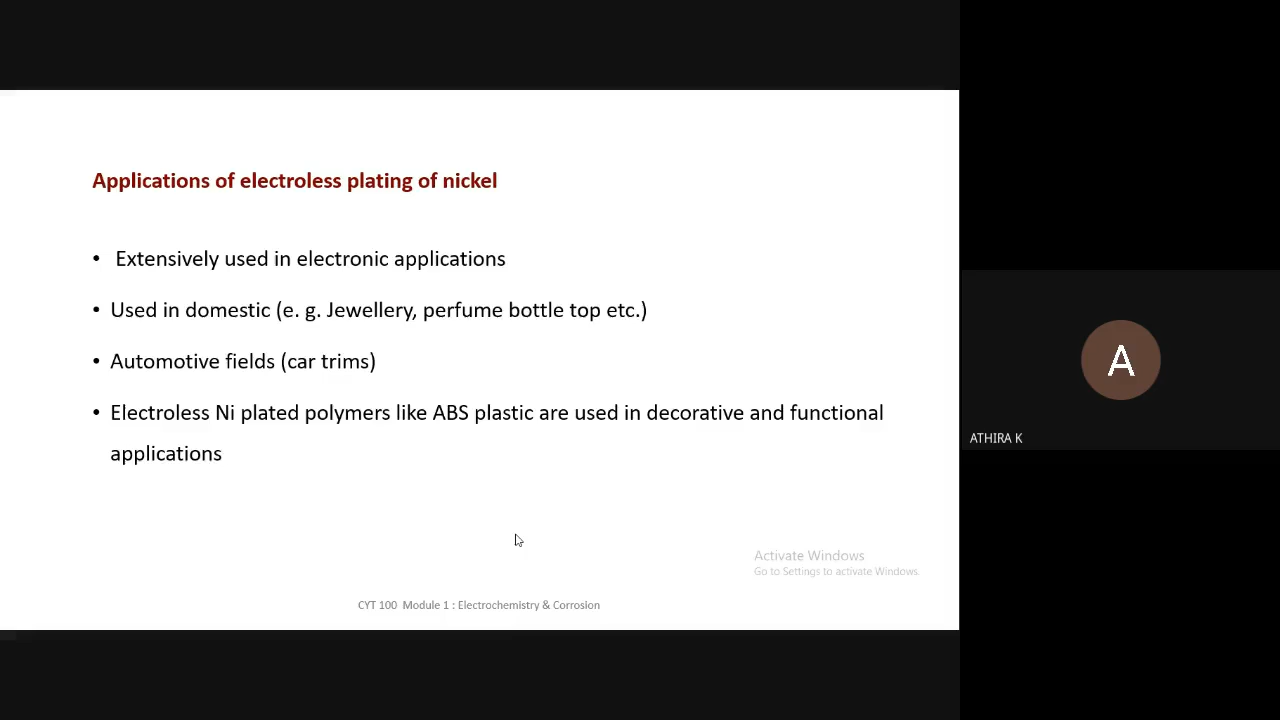 Applications of electroless plating of nickel
• Extensively used in electronic applications
• Used in domestic (e. g. Jewellery, perfume bottle top etc.)
• Automotive fields (car trims)
• Electroless Ni plated polymers like ABS plastic are used in decorative and functional
applications
A
ATHIRA K
Activate Windows
Go to Settings to activate Windows.
CYT 100 Module 1 : Electrochemistry & Corrosion